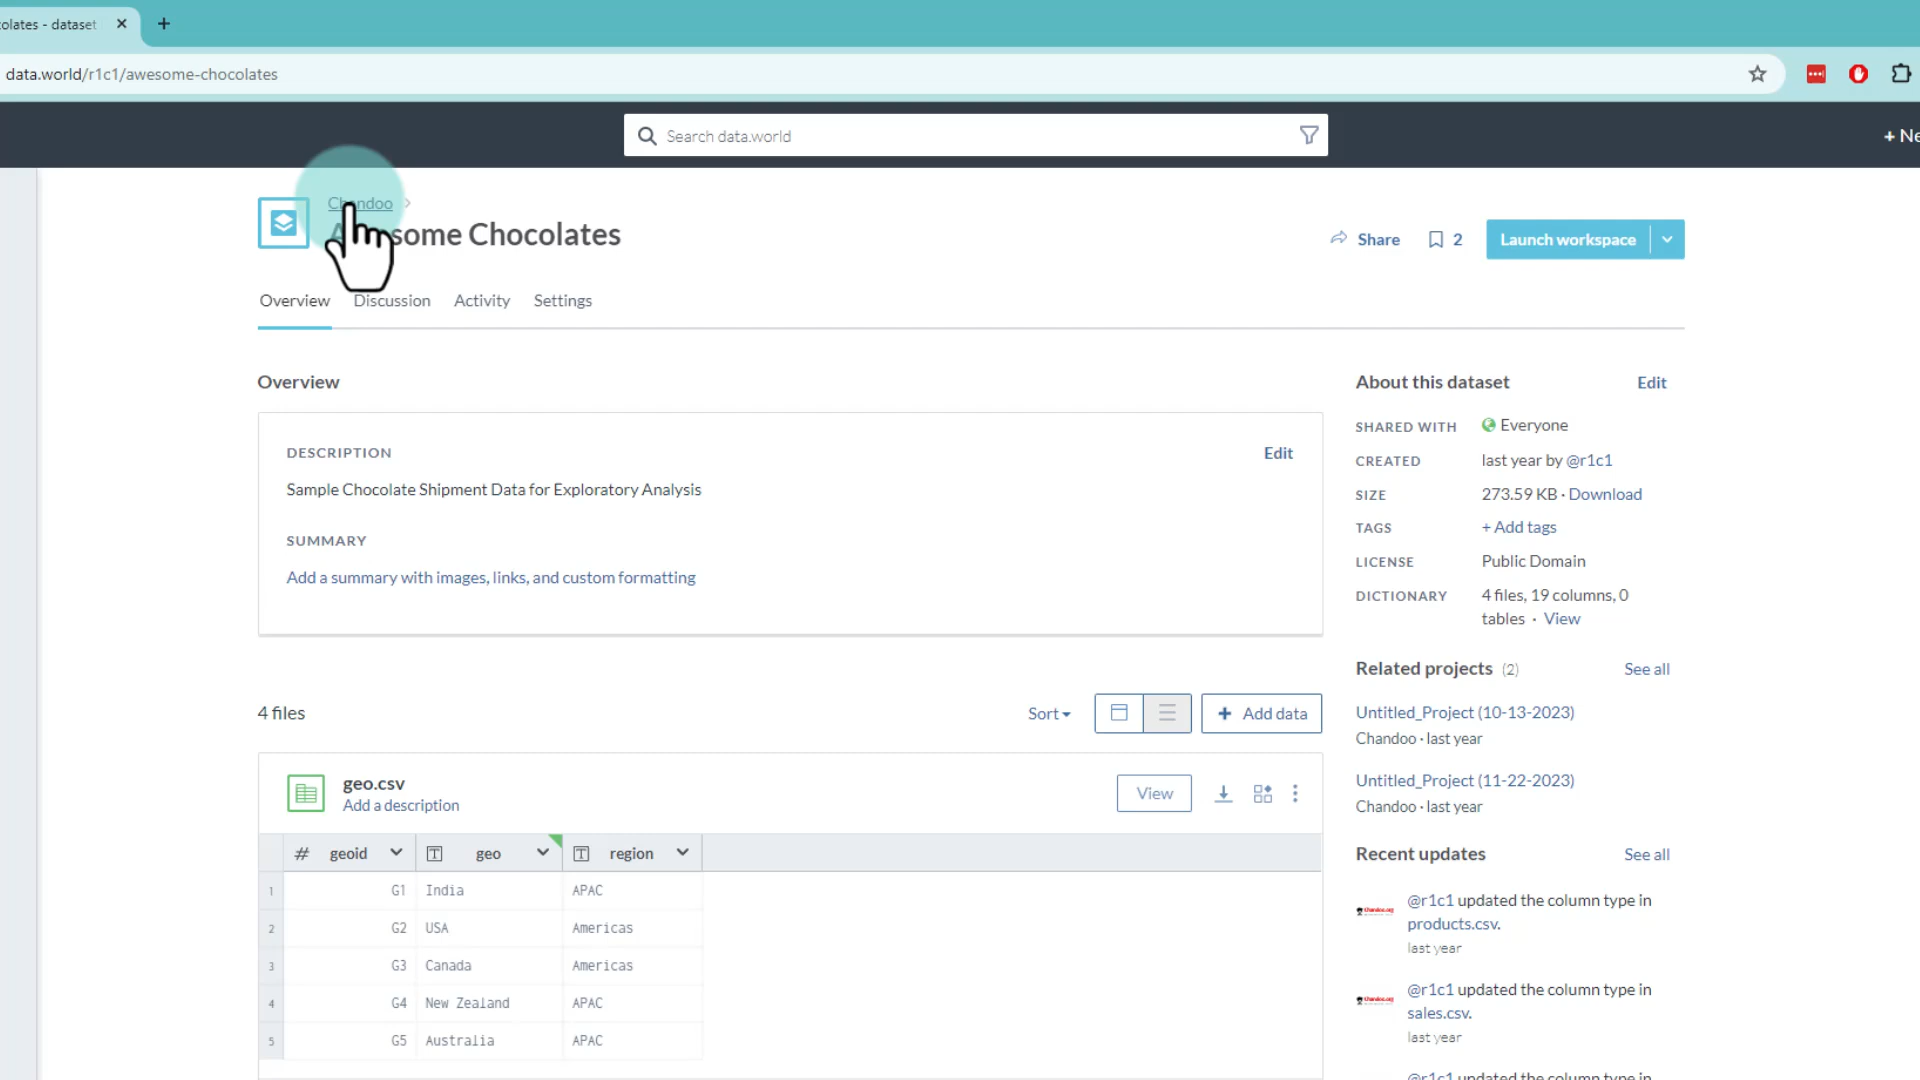 olates - dataset
data.world/r1c1/awesome-chocolates
Search data.world
+ Ne
Chandoo
Awesome Chocolates
Share
2
Launch workspace
Overview
Discussion
Activity
Settings
Overview
DESCRIPTION
Edit
Sample Chocolate Shipment Data for Exploratory Analysis
SUMMARY
Add a summary with images, links, and custom formatting
4 files
Sort
+ Add data
geo.csv
Add a description
View
# geoid
T geo
T region
1 G1 India APAC
2 G2 USA Americas
3 G3 Canada Americas
4 G4 New Zealand APAC
5 G5 Australia APAC
About this dataset
Edit
SHARED WITH Everyone
CREATED last year by @r1c1
SIZE 273.59 KB · Download
TAGS + Add tags
LICENSE Public Domain
DICTIONARY 4 files, 19 columns, 0
tables · View
Related projects (2)
See all
Untitled_Project (10-13-2023)
Chandoo · last year
Untitled_Project (11-22-2023)
Chandoo · last year
Recent updates
See all
@r1c1 updated the column type in
products.csv.
last year
@r1c1 updated the column type in
sales.csv.
last year
@r1c1 updated the column type in